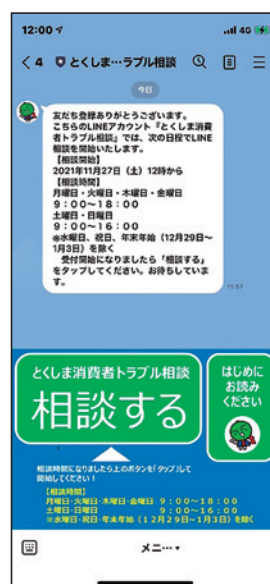 12:00
4G
4 とくしま…ラブル相談
今日
友だち登録ありがとうございます。
こちらのLINEアカウント『とくしま消費
者トラブル相談』では、次の日程でLINE
相談を開始いたします。
【相談開始】
2021年11月27日（土）12時から
【相談時間】
月曜日・火曜日・木曜日・金曜日
9：00～18：00
土曜日・日曜日
9：00～16：00
※水曜日、祝日、年末年始（12月29日～
1月3日）を除く
受付開始になりましたら「相談する」
をタップしてください。お待ちしていま
す。
11:57
とくしま消費者トラブル相談
相談する
はじめに
お読み
ください
相談時間になりましたら上のボタンを「タップ」して
開始してください！
【相談時間】
月曜日・火曜日・木曜日・金曜日 9：00～18：00
土曜日・日曜日 9：00～16：00
※水曜日・祝日・年末年始（12月29日～1月3日）を除く
メニ…▼